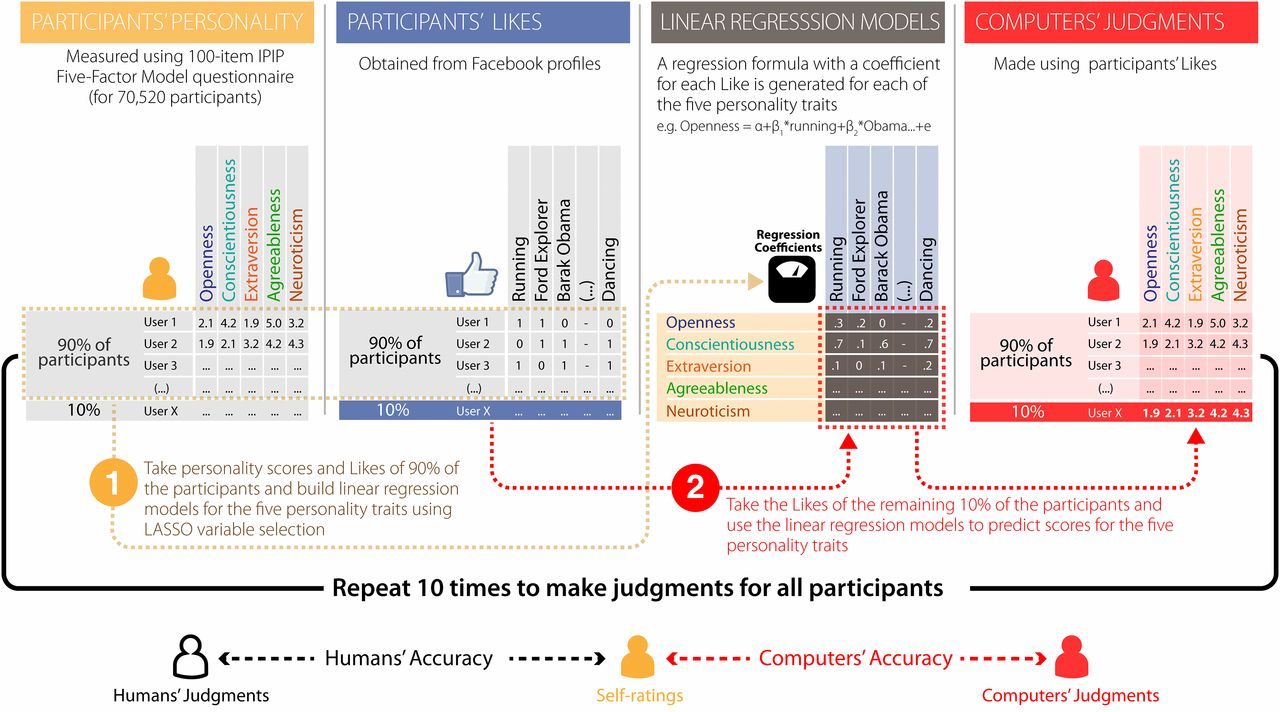 PARTICIPANTS' PERSONALITY
Measured using 100-item IPIP
Five-Factor Model questionnaire
(for 70,520 participants)
Openness
Conscientiousness
Extraversion
Agreeableness
Neuroticism
90% of
participants
User 1 2.1 4.2 1.9 5.0 3.2
User 2 1.9 2.1 3.2 4.2 4.3
User 3 ... ... ... ... ...
(...) ... ... ... ... ...
10% User X ... ... ... ... ...
PARTICIPANTS' LIKES
Obtained from Facebook profiles
Running
Ford Explorer
Barak Obama
(...)
Dancing
90% of
participants
User 1 1 1 0 - 0
User 2 0 1 1 - 1
User 3 1 0 1 - 1
(...) ... ... ... ... ...
10% User X ... ... ... ... ...
LINEAR REGRESSSION MODELS
A regression formula with a coefficient
for each Like is generated for each of
the five personality traits
e.g. Openness = α+β1*running+β2*Obama...+e
Regression
Coefficients
Running
Ford Explorer
Barack Obama
(...)
Dancing
Openness .3 .2 0 - .2
Conscientiousness .7 .1 .6 - .7
Extraversion .1 0 .1 - .2
Agreeableness ... ... ... ... ...
Neuroticism ... ... ... ... ...
COMPUTERS' JUDGMENTS
Made using participants' Likes
Openness
Conscientiousness
Extraversion
Agreeableness
Neuroticism
90% of
participants
User 1 2.1 4.2 1.9 5.0 3.2
User 2 1.9 2.1 3.2 4.2 4.3
User 3 ... ... ... ... ...
(...) ... ... ... ... ...
10% User X 1.9 2.1 3.2 4.2 4.3
1
Take personality scores and Likes of 90% of
the participants and build linear regression
models for the five personality traits using
LASSO variable selection
2
Take the Likes of the remaining 10% of the participants and
use the linear regression models to predict scores for the five
personality traits
Repeat 10 times to make judgments for all participants
Humans' Accuracy
Computers' Accuracy
Humans' Judgments
Self-ratings
Computers' Judgments